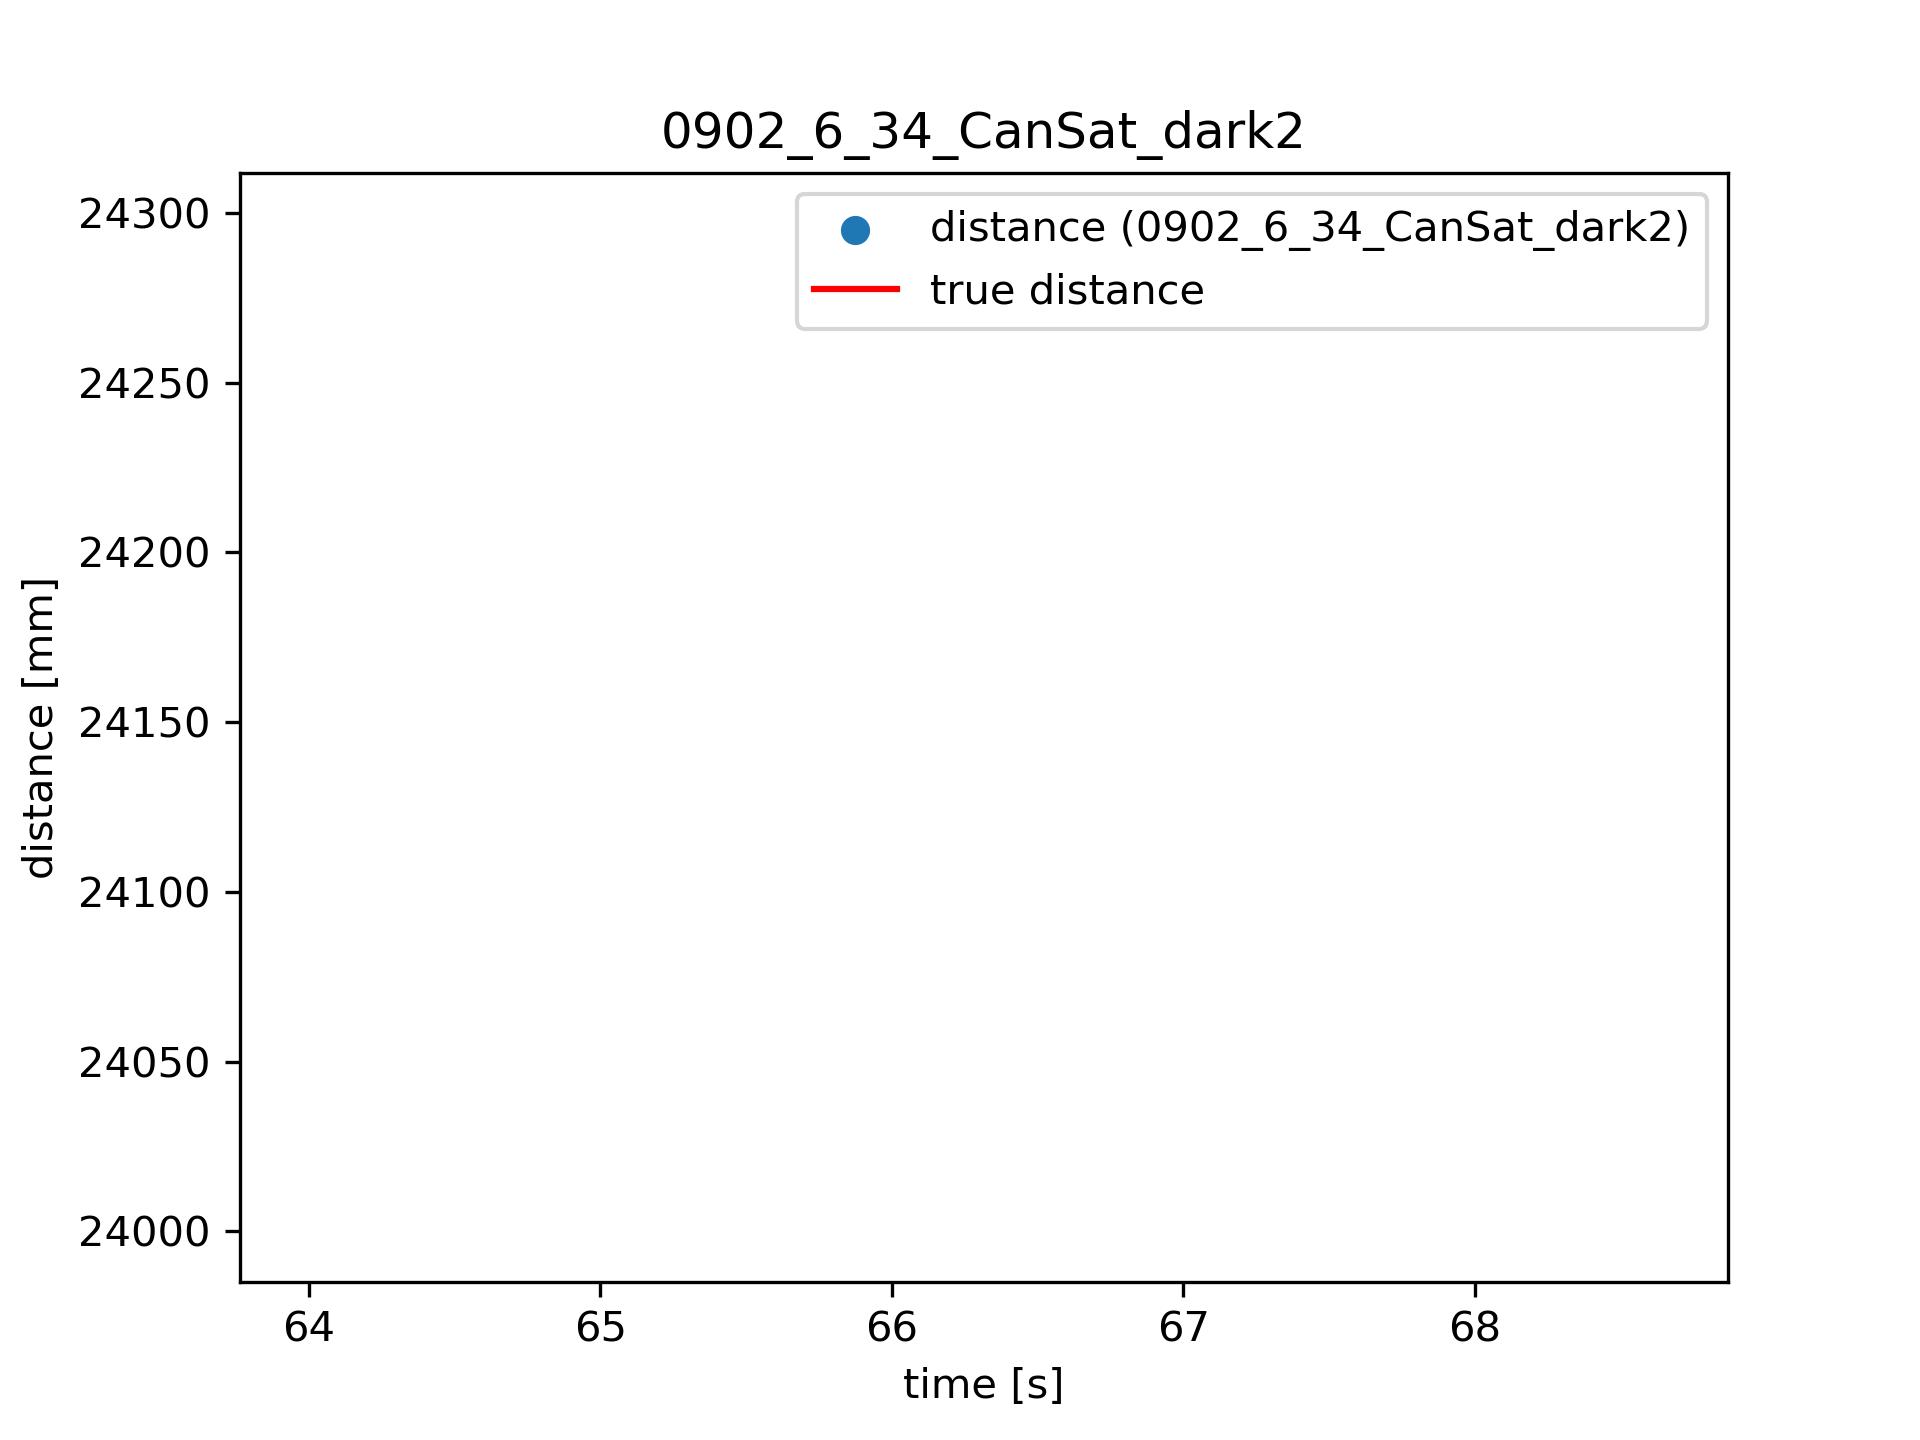 0902_6_34_CanSat_dark2
distance (0902_6_34_CanSat_dark2)
true distance
24300
24250
24200
24150
24100
24050
24000
distance [mm]
64
65
66
67
68
time [s]